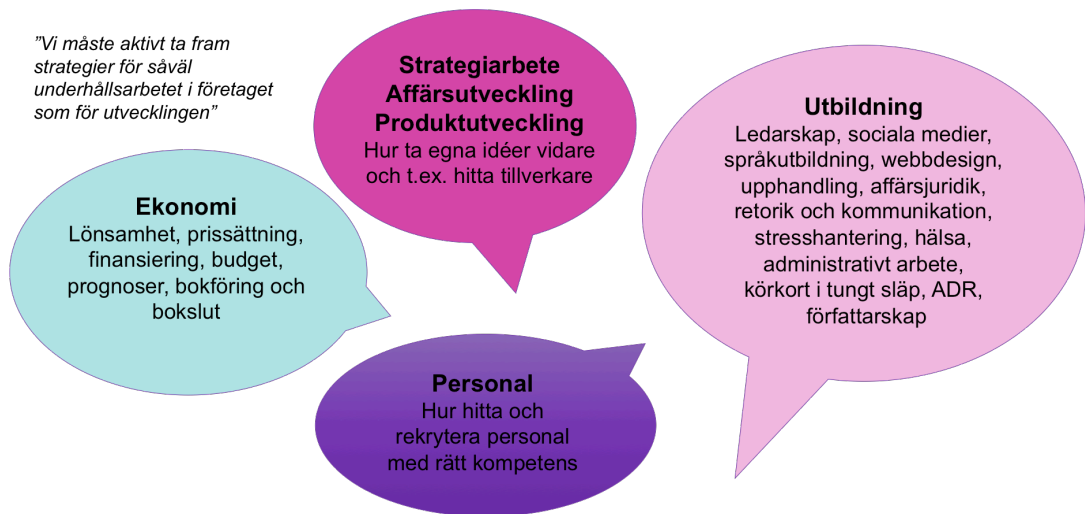 ”Vi måste aktivt ta fram
strategier för såväl
underhållsarbetet i företaget
som för utvecklingen”
Strategiarbete
Affärsutveckling
Produktutveckling
Hur ta egna idéer vidare
och t.ex. hitta tillverkare
Utbildning
Ledarskap, sociala medier,
språkutbildning, webbdesign,
upphandling, affärsjuridik,
retorik och kommunikation,
stresshantering, hälsa,
administrativt arbete,
körkort i tungt släp, ADR,
författarskap
Ekonomi
Lönsamhet, prissättning,
finansiering, budget,
prognoser, bokföring och
bokslut
Personal
Hur hitta och
rekrytera personal
med rätt kompetens